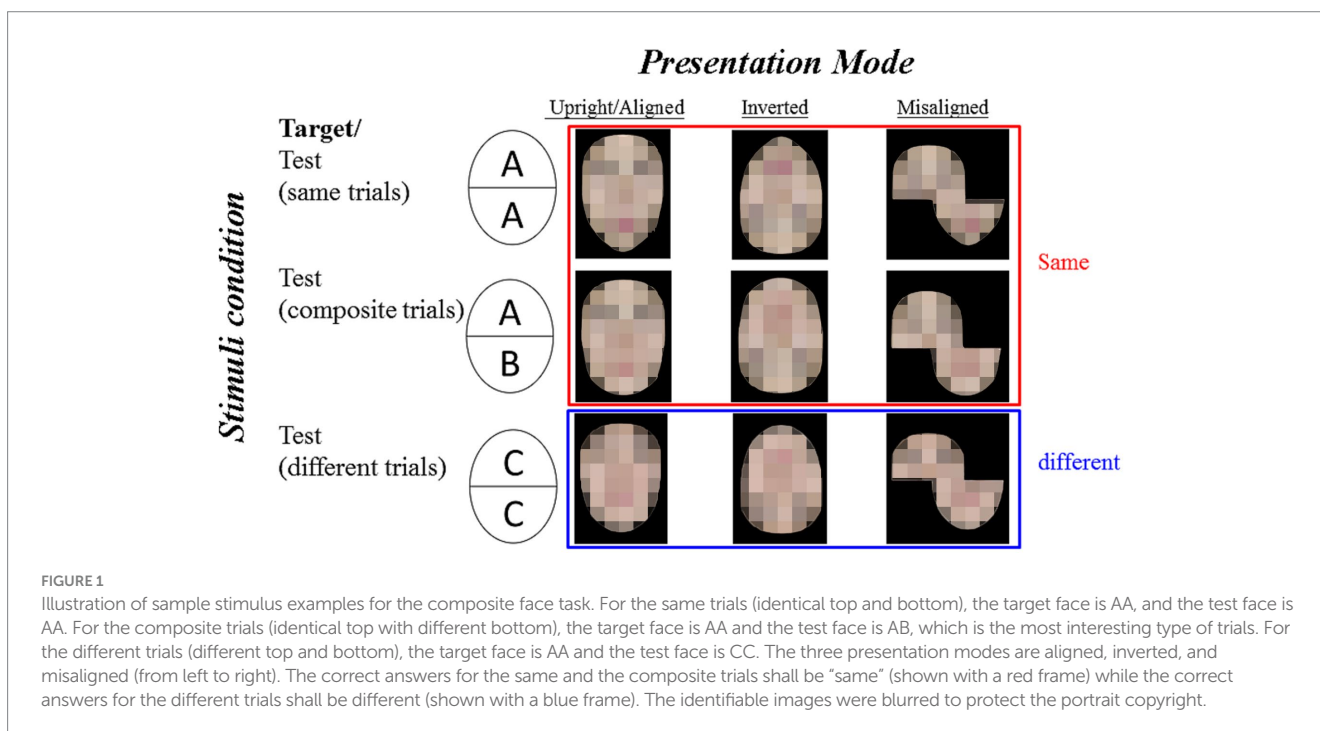 Presentation Mode
Upright/Aligned Inverted Misaligned
Stimuli condition
Target/
Test
(same trials)
A
A
Same
Test
(composite trials)
A
B
Test
(different trials)
C
C
different
FIGURE 1
Illustration of sample stimulus examples for the composite face task. For the same trials (identical top and bottom), the target face is AA, and the test face is
AA. For the composite trials (identical top with different bottom), the target face is AA and the test face is AB, which is the most interesting type of trials. For
the different trials (different top and bottom), the target face is AA and the test face is CC. The three presentation modes are aligned, inverted, and
misaligned (from left to right). The correct answers for the same and the composite trials shall be “same” (shown with a red frame) while the correct
answers for the different trials shall be different (shown with a blue frame). The identifiable images were blurred to protect the portrait copyright.